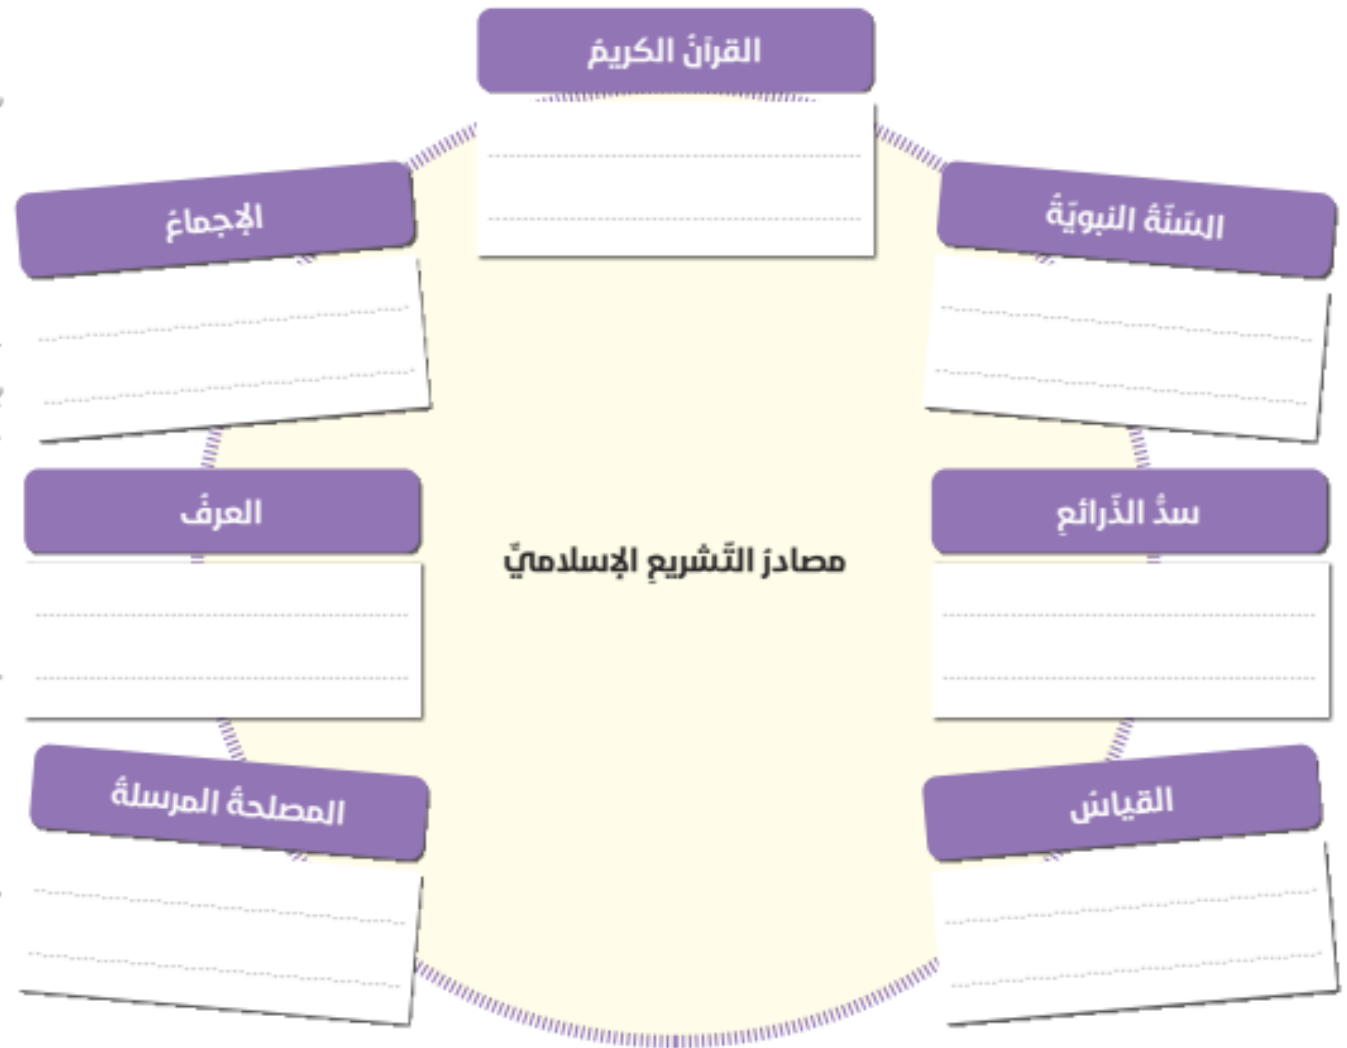 القرآنُ الكريمُ
السّنّةُ النبويّةُ
الإجماعُ
سدُّ الذّرائعِ
العرفُ
مصادرُ التّشريعِ الإسلاميِّ
القياسُ
المصلحةُ المرسلةُ